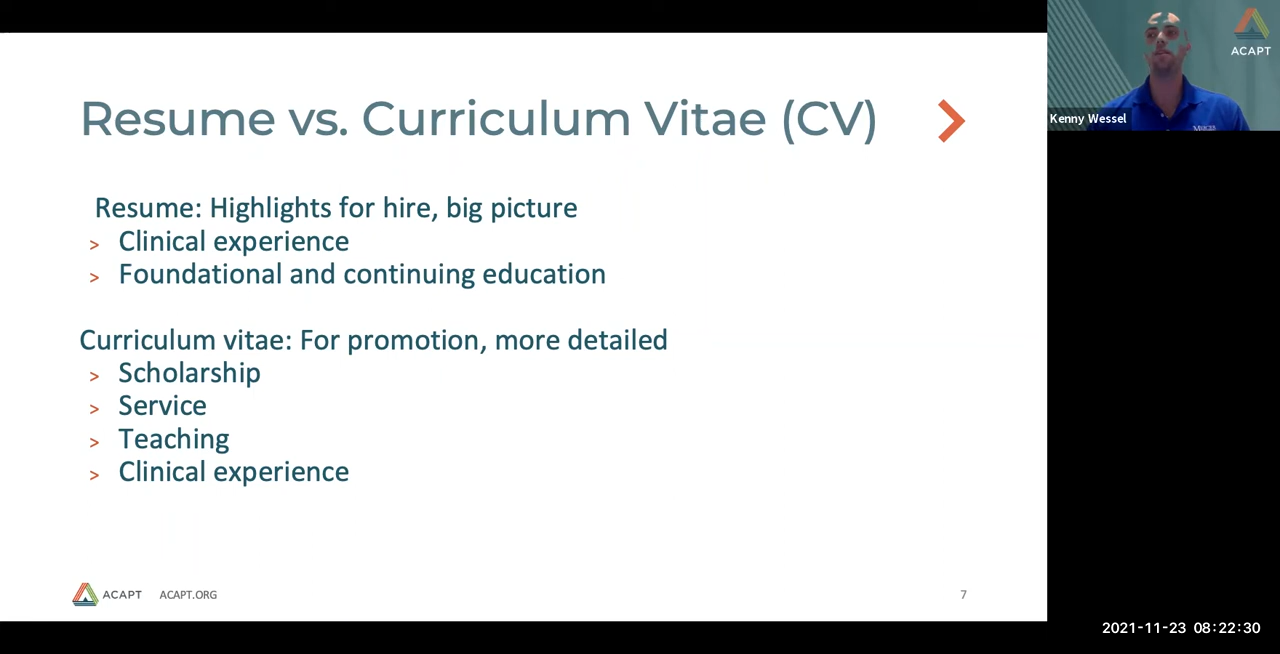 Resume vs. Curriculum Vitae (CV)
Resume: Highlights for hire, big picture
> Clinical experience
> Foundational and continuing education
Curriculum vitae: For promotion, more detailed
> Scholarship
> Service
> Teaching
> Clinical experience
ACAPT ACAPT.ORG
7
ACAPT
Kenny Wessel
2021-11-23 08:22:30